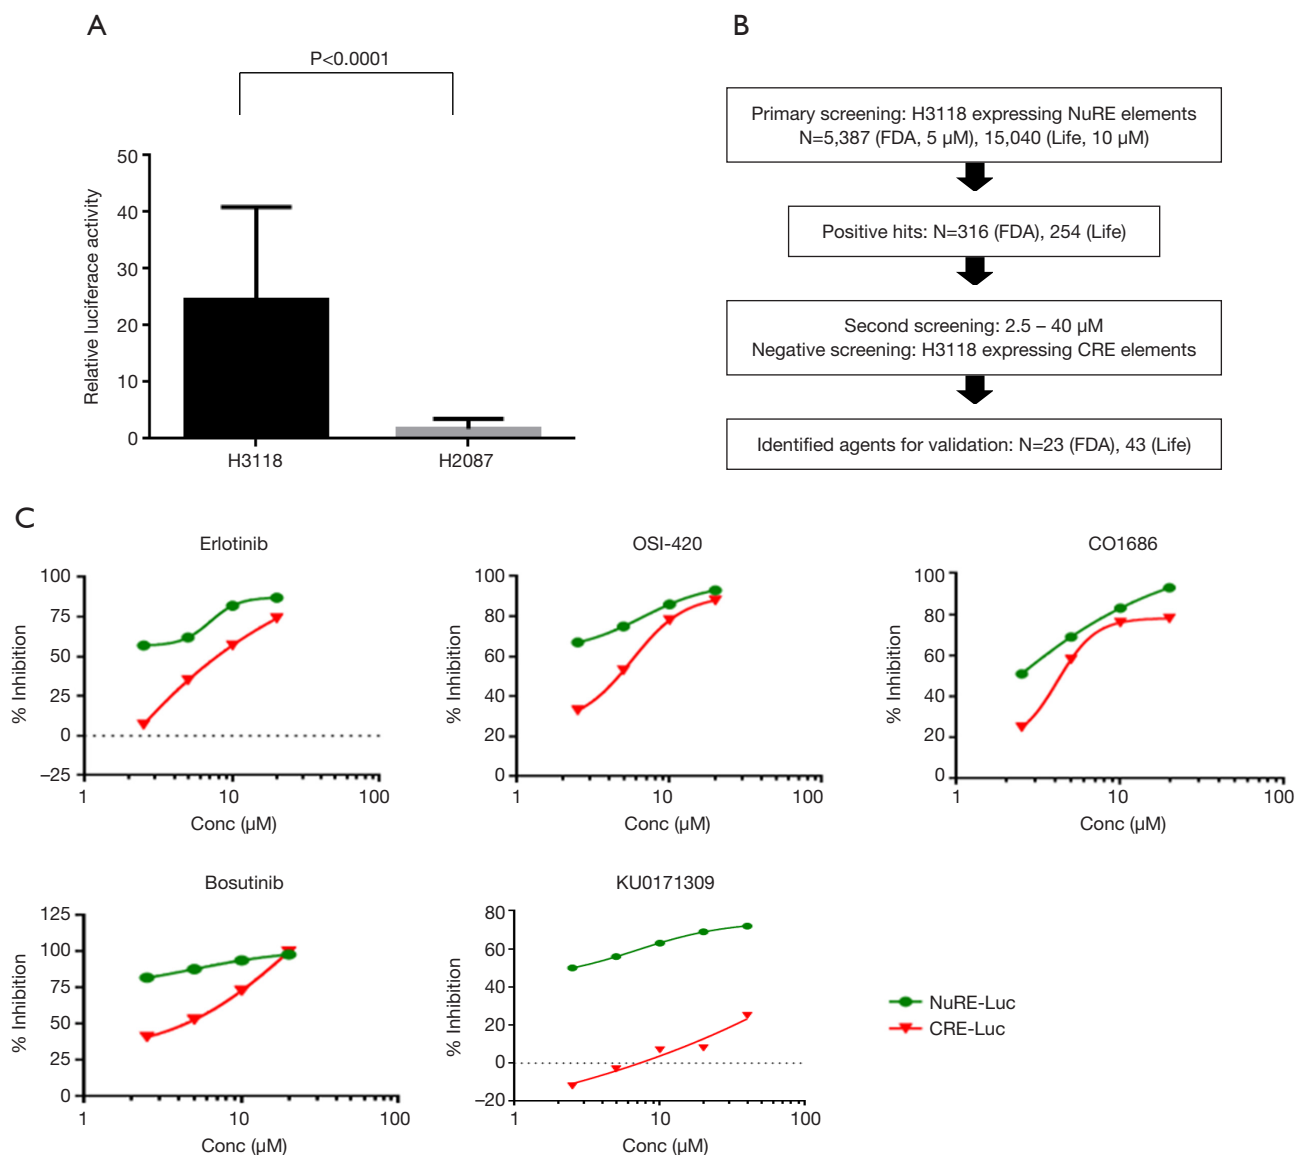 A
P<0.0001
50
40
30
20
10
0
Relative luciferace activity
H3118
H2087
B
Primary screening: H3118 expressing NuRE elements
N=5,387 (FDA, 5 µM), 15,040 (Life, 10 µM)
Positive hits: N=316 (FDA), 254 (Life)
Second screening: 2.5 – 40 µM
Negative screening: H3118 expressing CRE elements
Identified agents for validation: N=23 (FDA), 43 (Life)
C
Erlotinib
100
75
50
25
0
–25
% Inhibition
1
10
100
Conc (µM)
OSI-420
100
80
60
40
20
0
% Inhibition
1
10
100
Conc (µM)
CO1686
100
80
60
40
20
0
% Inhibition
1
10
100
Conc (µM)
Bosutinib
125
100
75
50
25
0
% Inhibition
1
10
100
Conc (µM)
KU0171309
80
60
40
20
0
–20
% Inhibition
1
10
100
Conc (µM)
NuRE-Luc
CRE-Luc